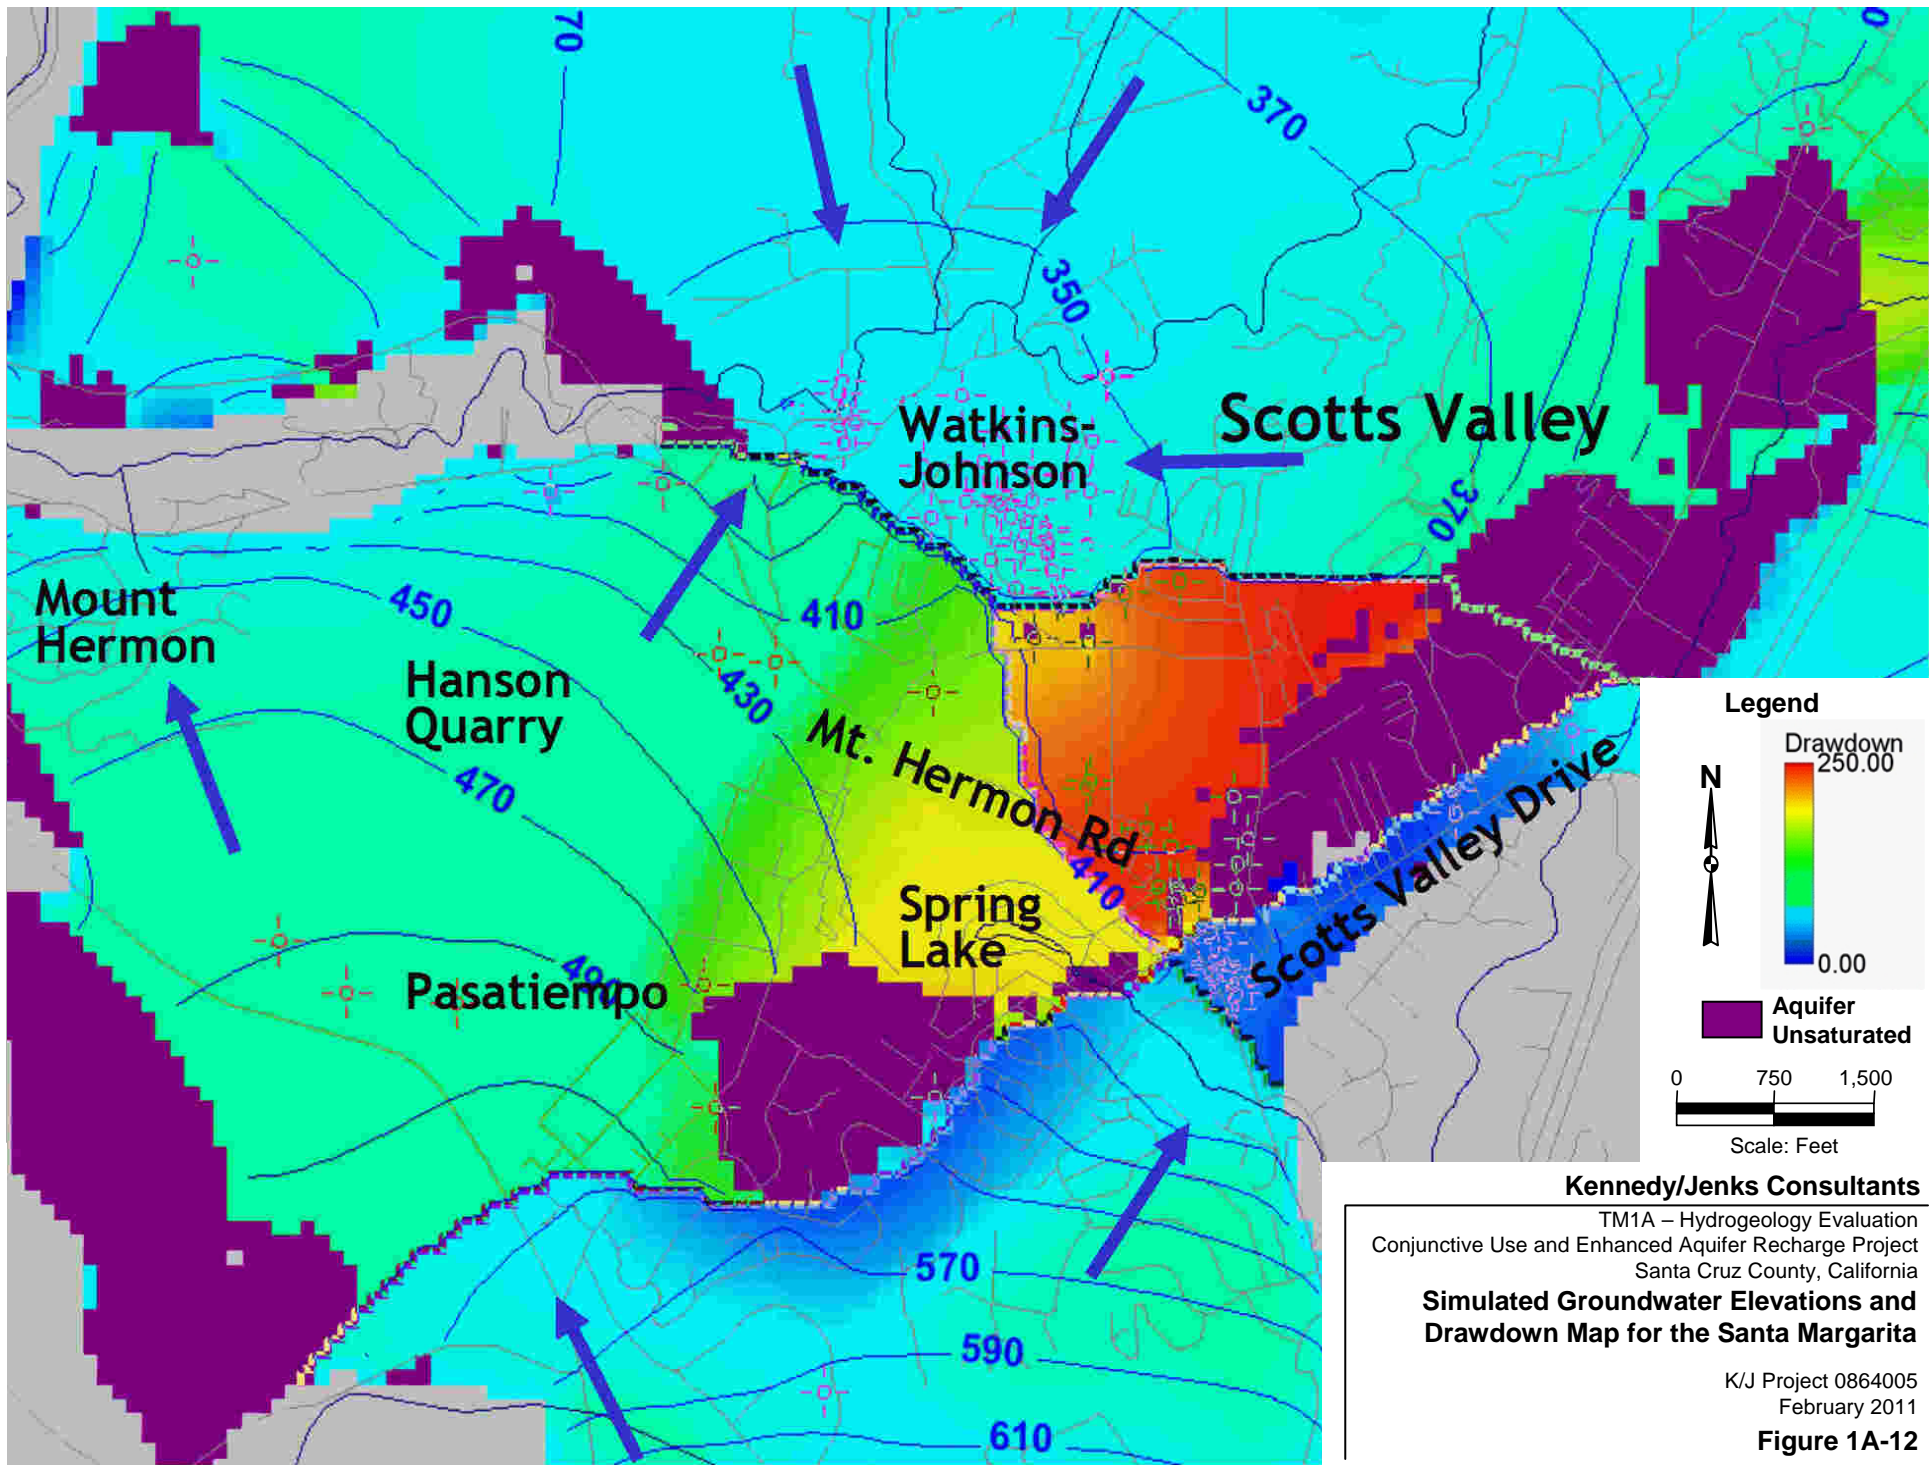 70
0
370
350
Watkins-
Johnson
Scotts Valley
370
Mount
Hermon
450
410
Hanson
Quarry
430
Mt. Hermon Rd
470
410
Spring
Lake
Scotts Valley Drive
490
Pasatiempo
570
590
610
Legend
Drawdown
250.00
0.00
N
Aquifer
Unsaturated
0 750 1,500
Scale: Feet
Kennedy/Jenks Consultants
TM1A – Hydrogeology Evaluation
Conjunctive Use and Enhanced Aquifer Recharge Project
Santa Cruz County, California
Simulated Groundwater Elevations and
Drawdown Map for the Santa Margarita
K/J Project 0864005
February 2011
Figure 1A-12